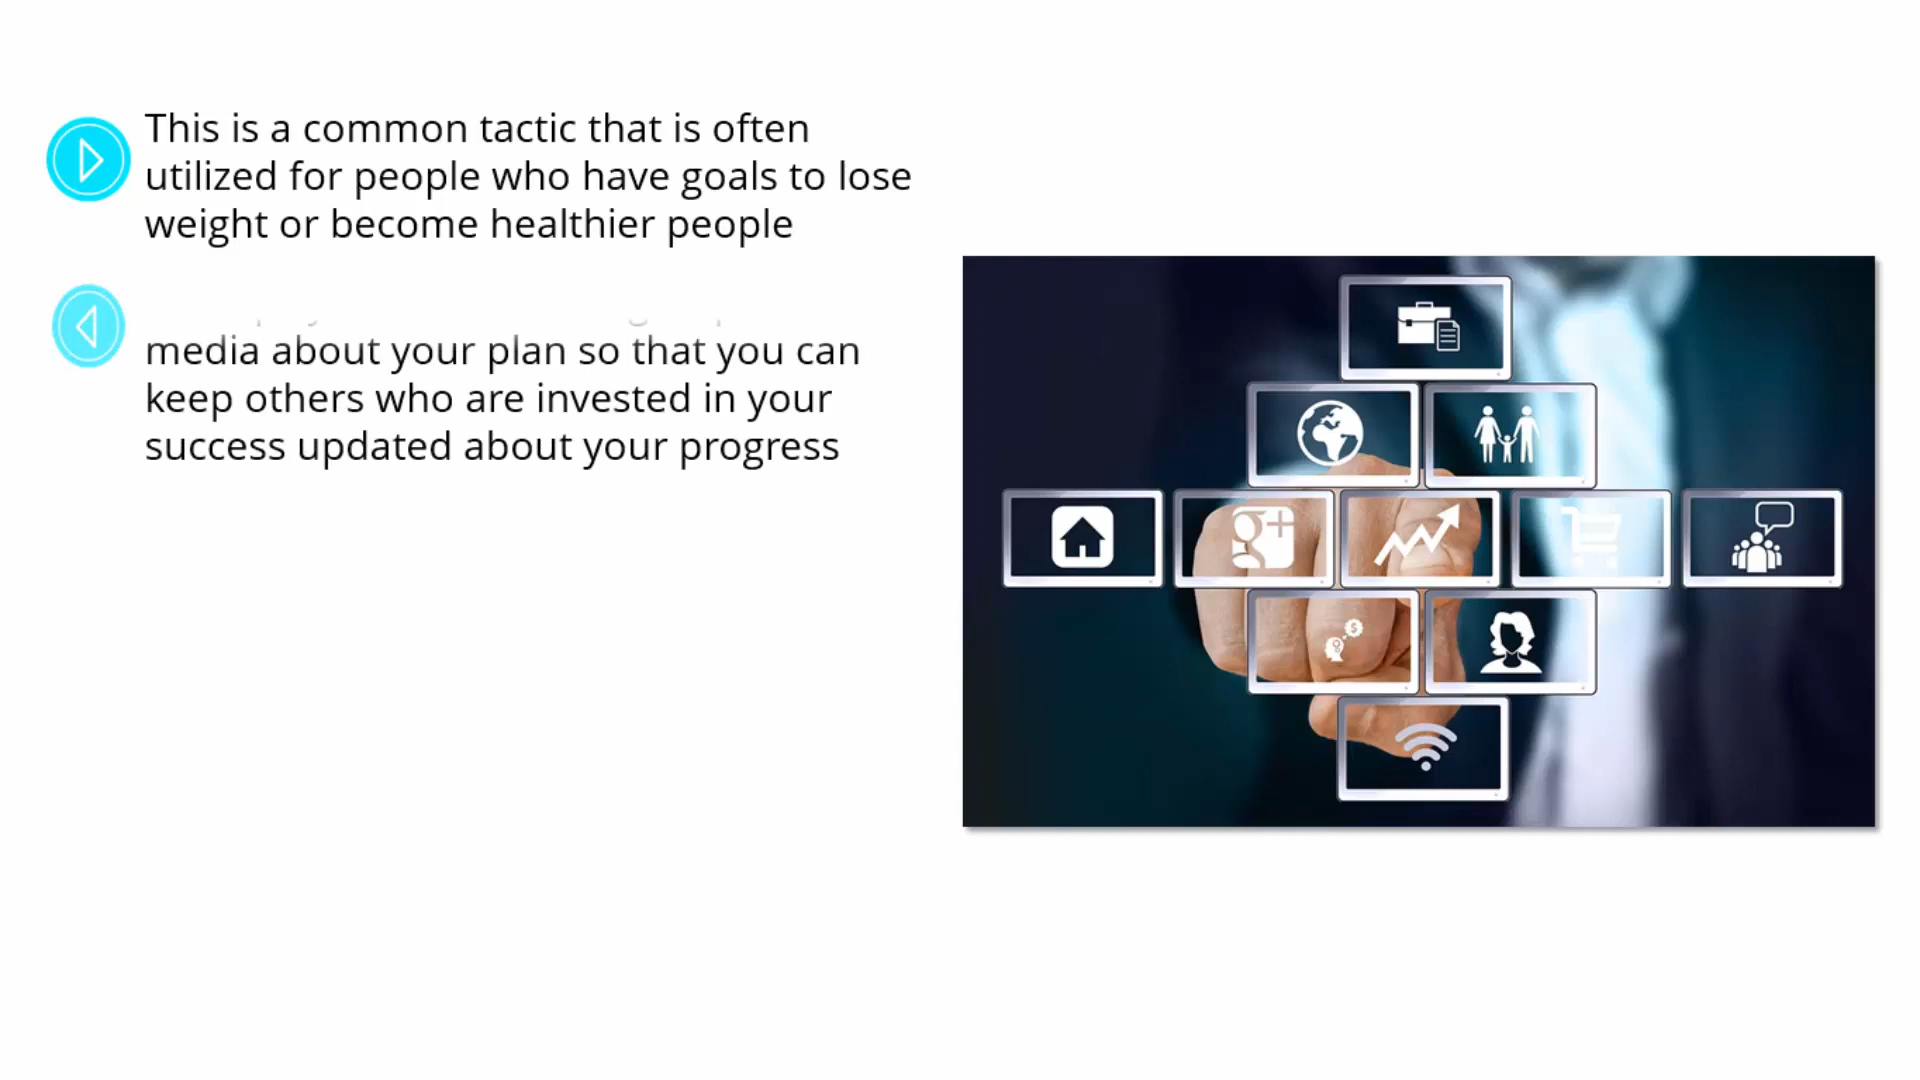 This is a common tactic that is often
utilized for people who have goals to lose
weight or become healthier people
media about your plan so that you can
keep others who are invested in your
success updated about your progress